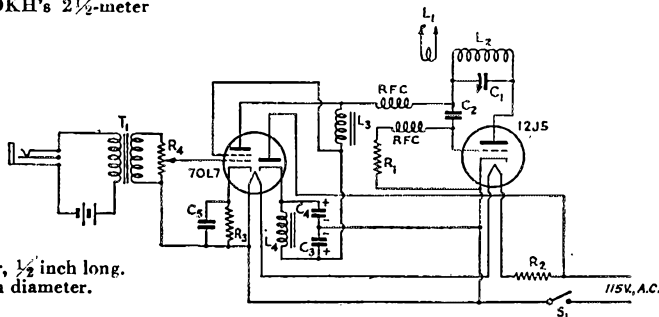 OKH's 2½-meter
L₁
L₂
RFC
C₁
C₂
L₃
RFC
12J5
T₁
R₄
70L7
R₁
C₅
R₃
L₄
C₄
+
-
-
C₃
+
R₂
115V., A.C.
S₁
, ½ inch long.
diameter.